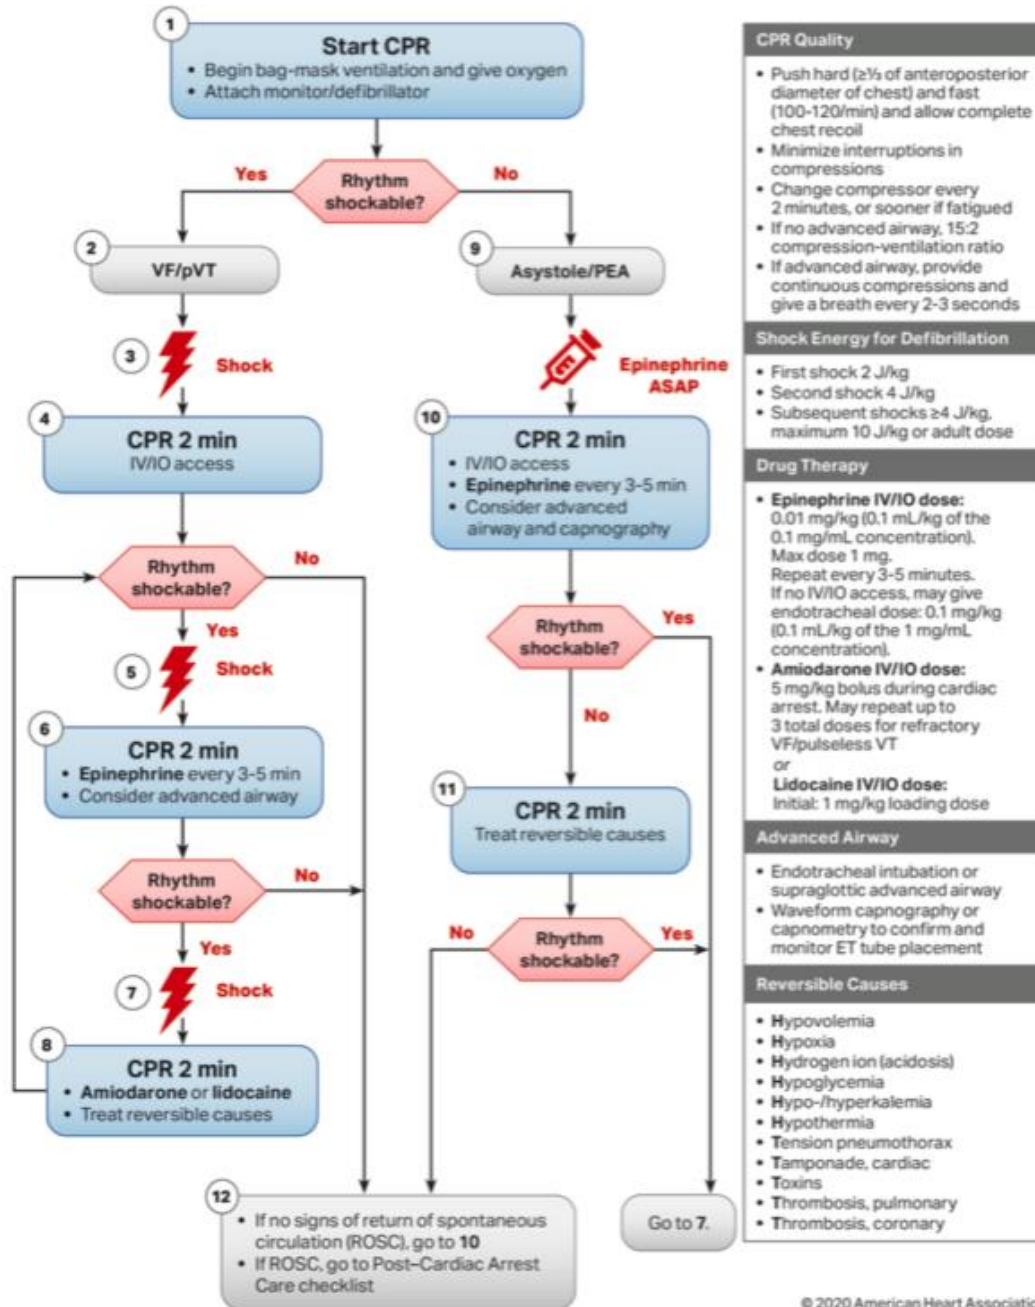 1
Start CPR
• Begin bag-mask ventilation and give oxygen
• Attach monitor/defibrillator
Rhythm
shockable?
Yes
No
2
VF/pVT
3
Shock
4
CPR 2 min
IV/IO access
Rhythm
shockable?
No
Yes
5
Shock
6
CPR 2 min
• Epinephrine every 3-5 min
• Consider advanced airway
Rhythm
shockable?
No
Yes
7
Shock
8
CPR 2 min
• Amiodarone or lidocaine
• Treat reversible causes
9
Asystole/PEA
Epinephrine
ASAP
10
CPR 2 min
• IV/IO access
• Epinephrine every 3-5 min
• Consider advanced
airway and capnography
Rhythm
shockable?
Yes
No
11
CPR 2 min
Treat reversible causes
No
Rhythm
shockable?
Yes
12
• If no signs of return of spontaneous
circulation (ROSC), go to 10
• If ROSC, go to Post–Cardiac Arrest
Care checklist
Go to 7.
CPR Quality
• Push hard (≥⅓ of anteroposterior
diameter of chest) and fast
(100-120/min) and allow complete
chest recoil
• Minimize interruptions in
compressions
• Change compressor every
2 minutes, or sooner if fatigued
• If no advanced airway, 15:2
compression-ventilation ratio
• If advanced airway, provide
continuous compressions and
give a breath every 2-3 seconds
Shock Energy for Defibrillation
• First shock 2 J/kg
• Second shock 4 J/kg
• Subsequent shocks ≥4 J/kg,
maximum 10 J/kg or adult dose
Drug Therapy
• Epinephrine IV/IO dose:
0.01 mg/kg (0.1 mL/kg of the
0.1 mg/mL concentration).
Max dose 1 mg.
Repeat every 3-5 minutes.
If no IV/IO access, may give
endotracheal dose: 0.1 mg/kg
(0.1 mL/kg of the 1 mg/mL
concentration).
• Amiodarone IV/IO dose:
5 mg/kg bolus during cardiac
arrest. May repeat up to
3 total doses for refractory
VF/pulseless VT
or
Lidocaine IV/IO dose:
Initial: 1 mg/kg loading dose
Advanced Airway
• Endotracheal intubation or
supraglottic advanced airway
• Waveform capnography or
capnometry to confirm and
monitor ET tube placement
Reversible Causes
• Hypovolemia
• Hypoxia
• Hydrogen ion (acidosis)
• Hypoglycemia
• Hypo-/hyperkalemia
• Hypothermia
• Tension pneumothorax
• Tamponade, cardiac
• Toxins
• Thrombosis, pulmonary
• Thrombosis, coronary
© 2020 American Heart Associatio